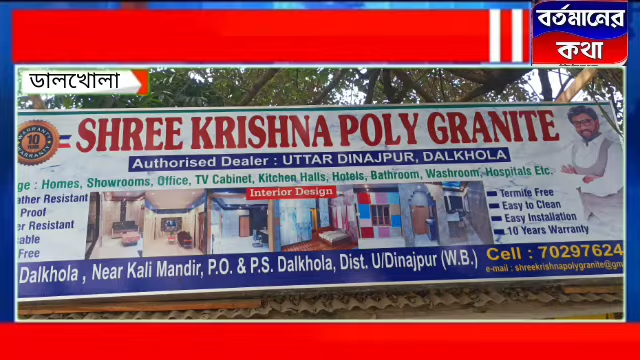 বর্তমানের
কথা
ডালখোলা
10
SHREE KRISHNA POLY GRANITE
Authorised Dealer : UTTAR DINAJPUR, DALKHOLA
ge : Homes, Showrooms, Office, TV Cabinet, Kitchen Halls, Hotels, Bathroom, Washroom, Hospitals Etc.
Interior Design
ather Resistant
Proof
er Resistant
able
Free
Termite Free
Easy to Clean
Easy Installation
10 Years Warranty
Dalkhola , Near Kali Mandir, P.O. & P.S. Dalkhola, Dist. U/Dinajpur (W.B.)
Cell : 70297624
e-mail : shreekrishnapolygranite@gm